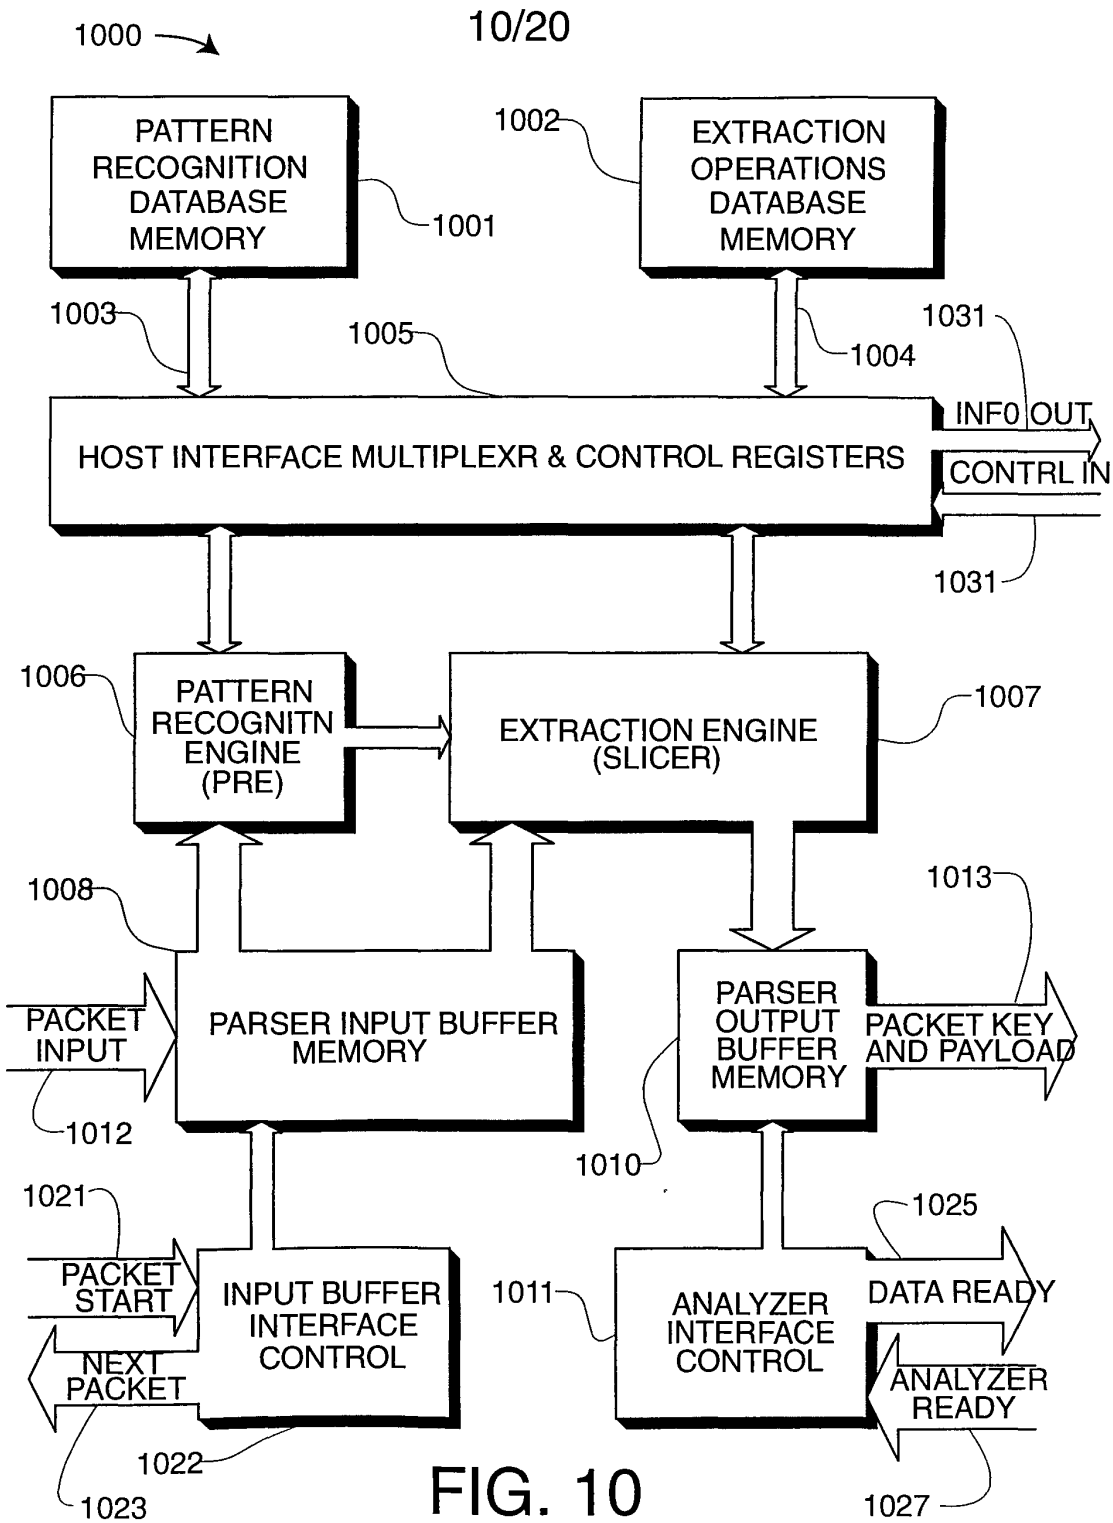 1000
10/20
PATTERN
RECOGNITION
DATABASE
MEMORY
1001
1002
EXTRACTION
OPERATIONS
DATABASE
MEMORY
1003
1005
1004
1031
INFO OUT
HOST INTERFACE MULTIPLEXR & CONTROL REGISTERS
CONTRL IN
1031
1006
PATTERN
RECOGNITN
ENGINE
(PRE)
EXTRACTION ENGINE
(SLICER)
1007
1008
1013
PACKET
INPUT
PARSER INPUT BUFFER
MEMORY
PARSER
OUTPUT
BUFFER
MEMORY
PACKET KEY
AND PAYLOAD
1012
1010
1021
1025
PACKET
START
INPUT BUFFER
INTERFACE
CONTROL
1011
ANALYZER
INTERFACE
CONTROL
DATA READY
NEXT
PACKET
ANALYZER
READY
1022
1023
1027
FIG. 10